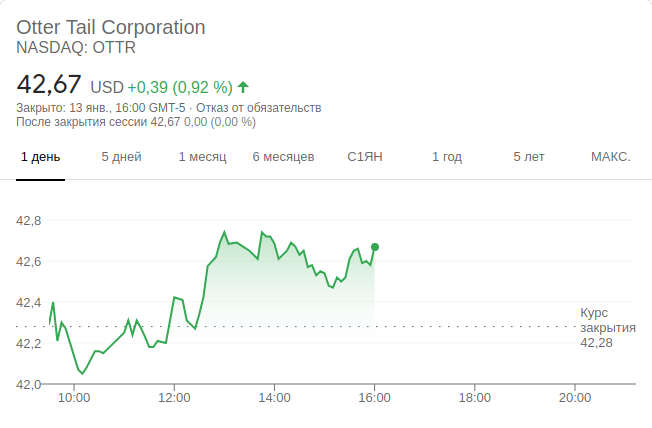 Otter Tail Corporation
NASDAQ: OTTR
42,67 USD +0,39 (0,92 %)
Закрыто: 13 янв., 16:00 GMT-5 · Отказ от обязательств
После закрытия сессии 42,67 0,00 (0,00 %)
1 день 5 дней 1 месяц 6 месяцев С1ЯН 1 год 5 лет МАКС.
42,8
42,6
42,4
Курс
закрытия
42,28
42,2
42,0
10:00 12:00 14:00 16:00 18:00 20:00